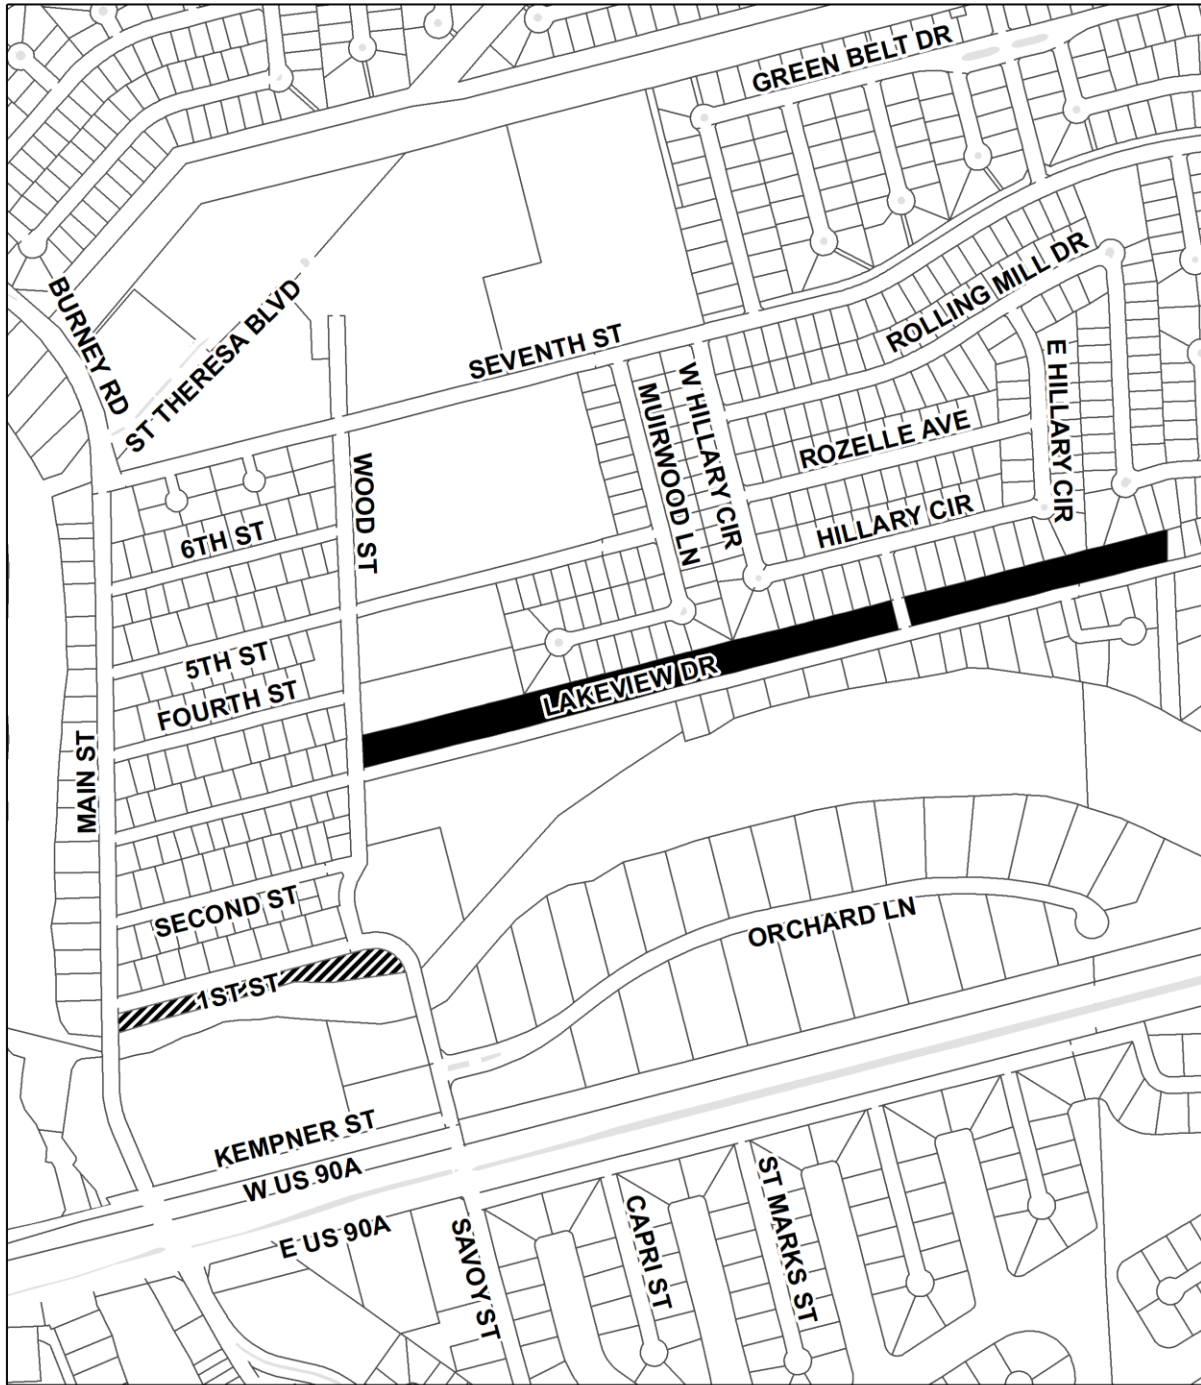 GREEN BELT DR
BURNEY RD
ST THERESA BLVD
ROLLING MILL DR
SEVENTH ST
E HILLARY CIR
W HILLARY CIR
MUIRWOOD LN
ROZELLE AVE
WOOD ST
HILLARY CIR
6TH ST
5TH ST
LAKEVIEW DR
FOURTH ST
MAIN ST
SECOND ST
ORCHARD LN
1ST ST
KEMPNER ST
W US 90A
E US 90A
SAVOY ST
CAPRI ST
ST MARKS ST